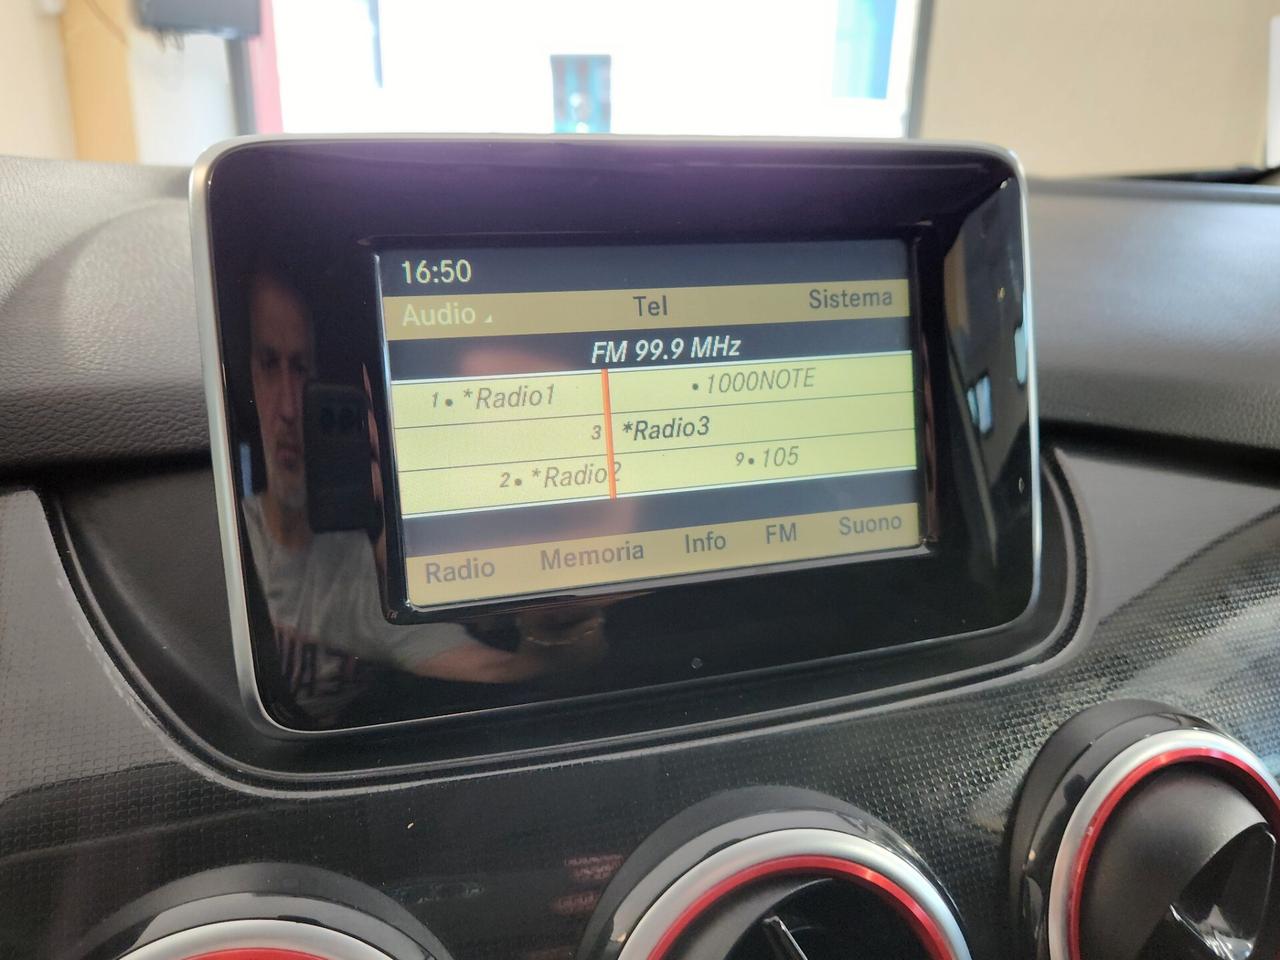 16:50
Audio Tel Sistema
FM 99.9 MHz
1• *Radio1 •1000NOTE
3 *Radio3
2• *Radio2 9•105
Radio Memoria Info FM Suono